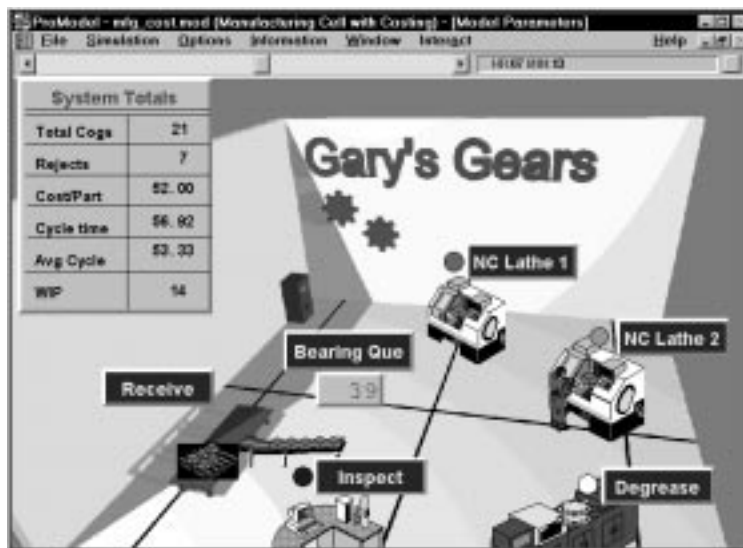 ProModel - mfg_cost.mod (Manufacturing Cell with Costing) - [Model Parameters]
File Simulation Options Information Window Interact Help
System Totals
Total Cogs 21
Rejects 7
Cost/Part 52.00
Cycle time 56.92
Avg Cycle 53.33
WIP 14
Gary's Gears
NC Lathe 1
NC Lathe 2
Bearing Que
Receive
39
Inspect
Degrease